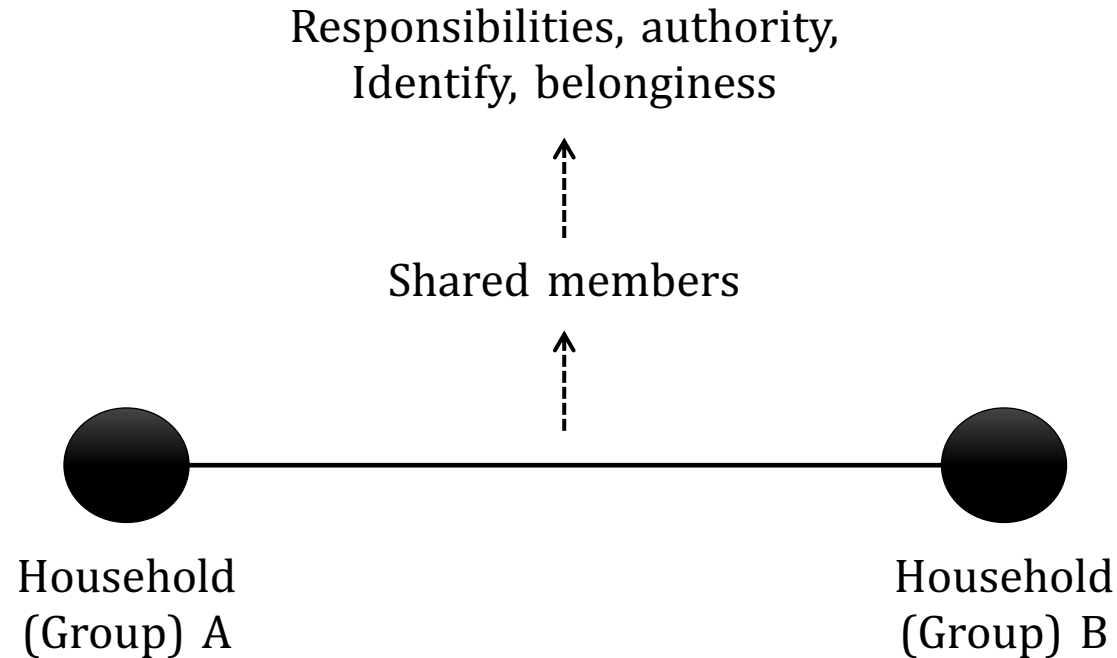 Responsibilities, authority,
Identify, belonginess
Shared members
Household
(Group) A
Household
(Group) B